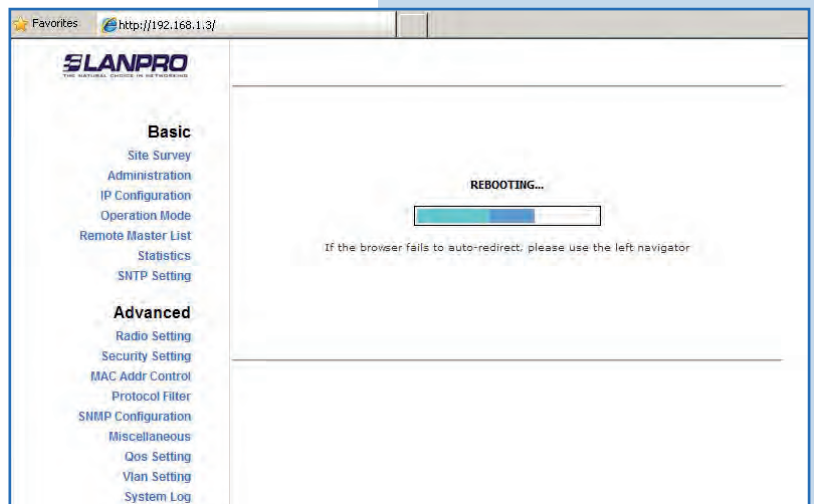 Favorites
http://192.168.1.3/
LANPRO
THE NATURAL CHOICE IN NETWORKING
Basic
Site Survey
Administration
IP Configuration
Operation Mode
Remote Master List
Statistics
SNTP Setting
Advanced
Radio Setting
Security Setting
MAC Addr Control
Protocol Filter
SNMP Configuration
Miscellaneous
Qos Setting
Vlan Setting
System Log
REBOOTING...
If the browser fails to auto-redirect, please use the left navigator